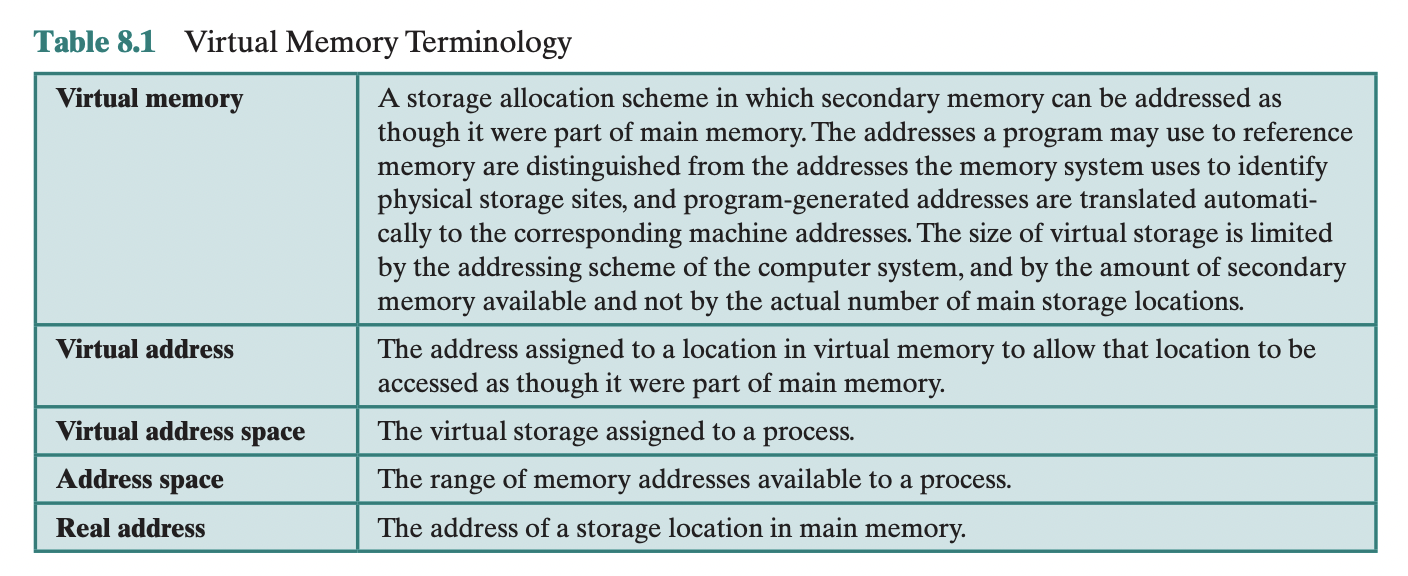 Table 8.1 Virtual Memory Terminology
Virtual memory
A storage allocation scheme in which secondary memory can be addressed as
though it were part of main memory. The addresses a program may use to reference
memory are distinguished from the addresses the memory system uses to identify
physical storage sites, and program-generated addresses are translated automati-
cally to the corresponding machine addresses. The size of virtual storage is limited
by the addressing scheme of the computer system, and by the amount of secondary
memory available and not by the actual number of main storage locations.
Virtual address
The address assigned to a location in virtual memory to allow that location to be
accessed as though it were part of main memory.
Virtual address space
The virtual storage assigned to a process.
Address space
The range of memory addresses available to a process.
Real address
The address of a storage location in main memory.